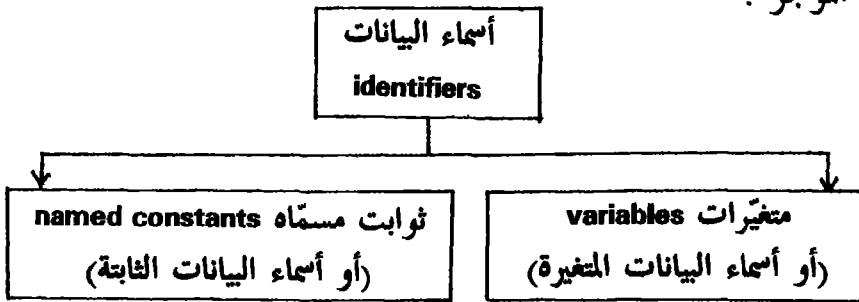 أسماء البيانات
identifiers
متغيّرات variables
(أو أسماء البيانات المتغيرة)
ثوابت مسمّاه named constants
(أو أسماء البيانات الثابتة)